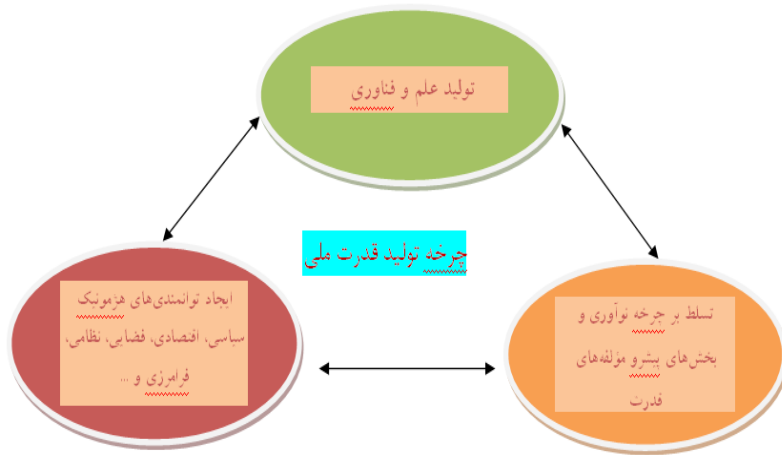 تولید علم و فناوری
چرخه تولید قدرت ملی
ایجاد توانمندی‌های هژمونیک
سیاسی، اقتصادی، فضایی، نظامی،
فرامرزی و ...
تسلط بر چرخه نوآوری و
بخش‌های پیشرو مؤلفه‌های
قدرت